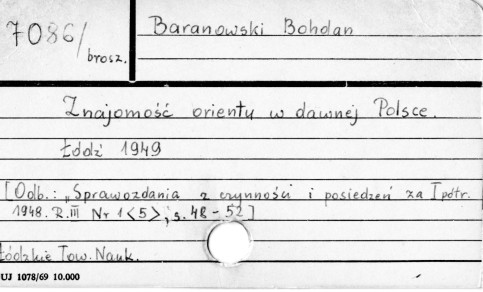 7086/
brosz.
Baranowski Bohdan
Znajomość orientu w dawnej Polsce.
Łódź 1949
[Odb.: „Sprawozdania z czynności i posiedzeń za I półr.
1948. R.III Nr 1<5>, s. 48-52]
Łódzkie Tow. Nauk.
UJ 1078/69 10.000